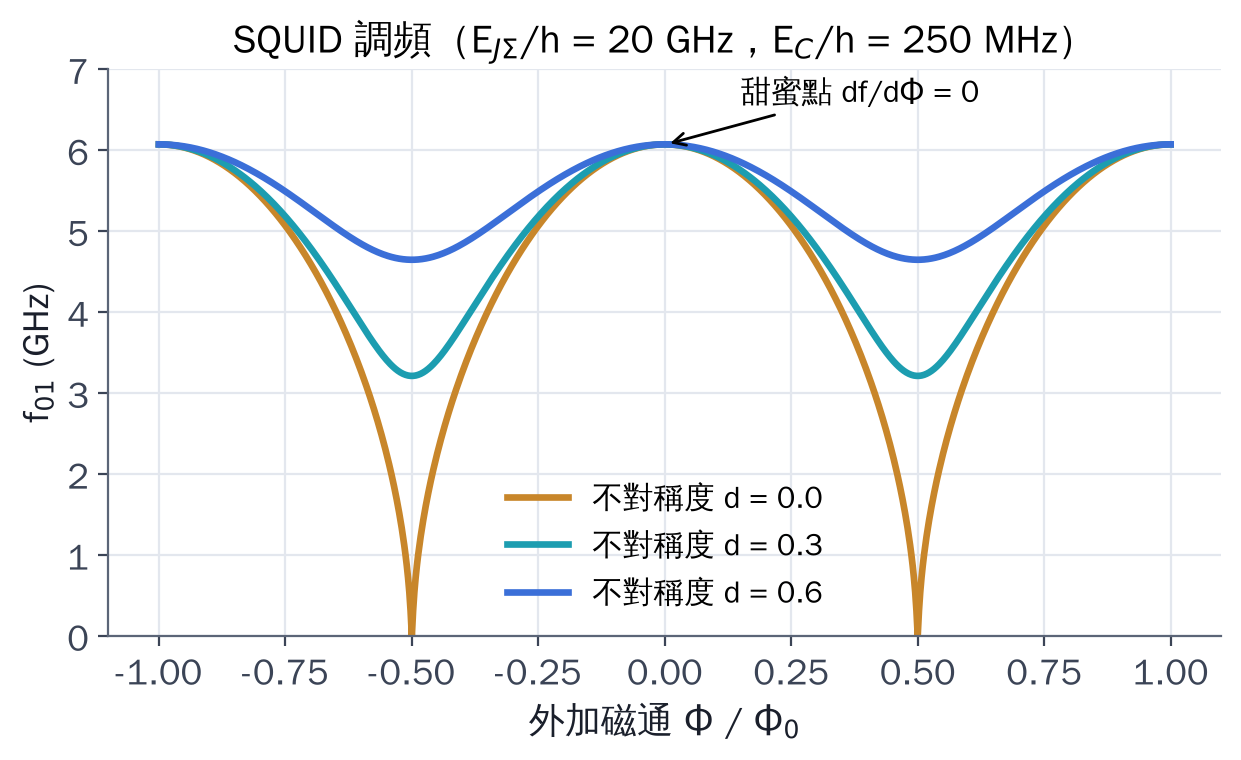 SQUID 調頻（E_{JΣ}/h = 20 GHz，E_C/h = 250 MHz）
甜蜜點 df/dΦ = 0
7
6
5
4
3
2
1
0
f₀₁ (GHz)
不對稱度 d = 0.0
不對稱度 d = 0.3
不對稱度 d = 0.6
-1.00 -0.75 -0.50 -0.25 0.00 0.25 0.50 0.75 1.00
外加磁通 Φ / Φ₀